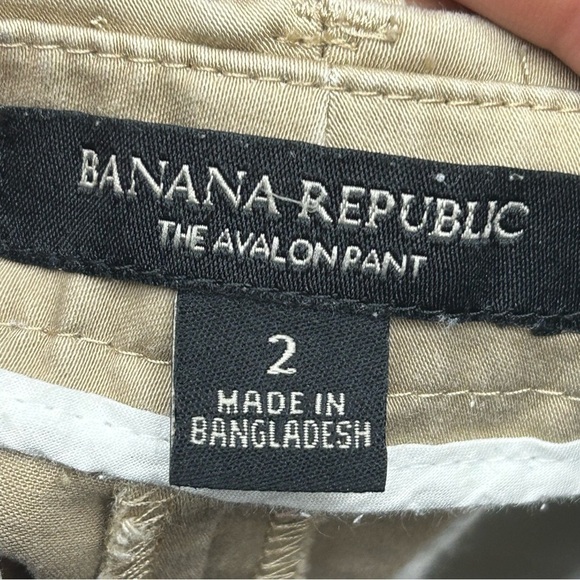 BANANA REPUBLIC
THE AVALON PANT
2
MADE IN
BANGLADESH